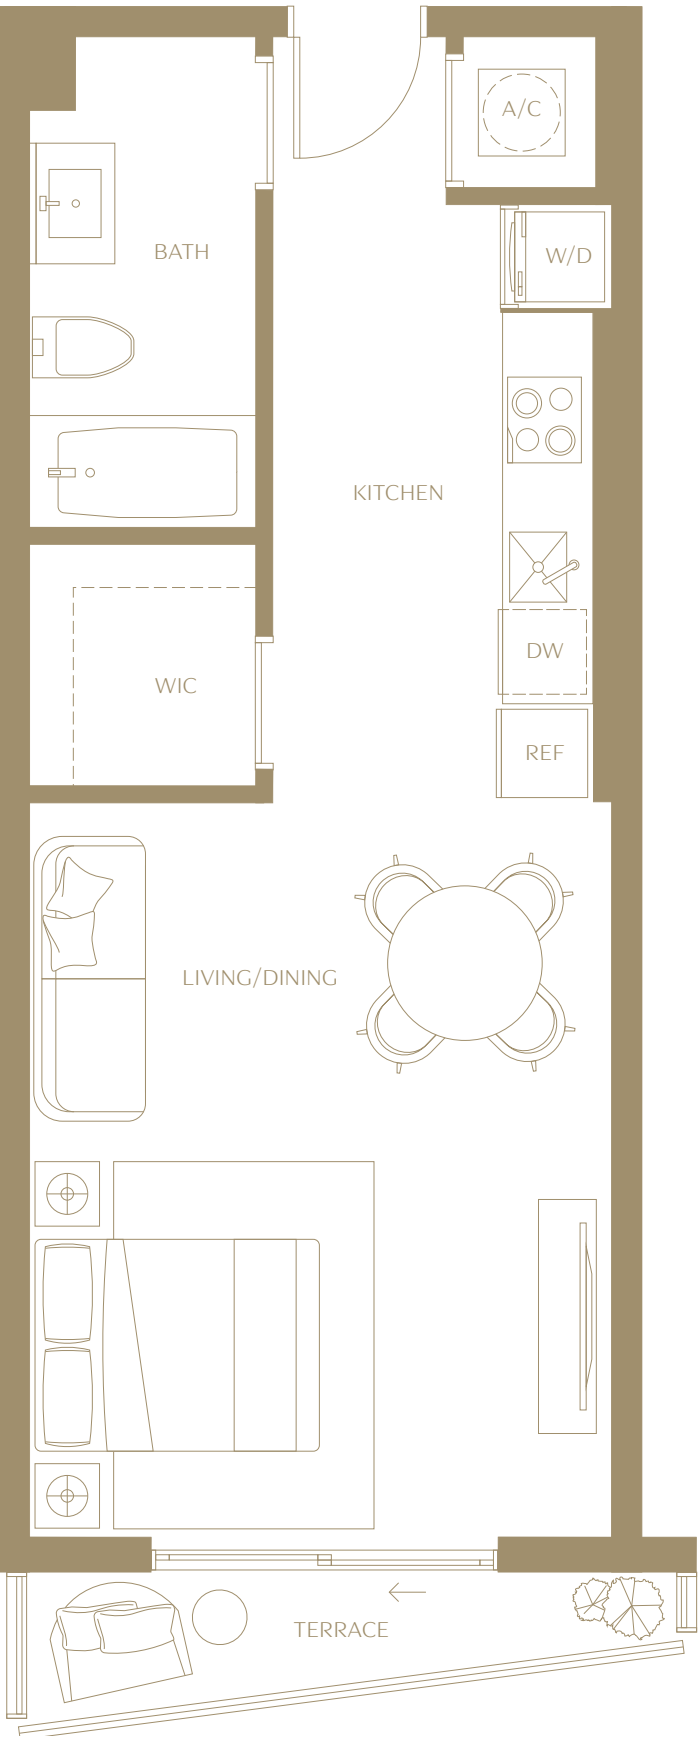 A/C
BATH
W/D
KITCHEN
DW
WIC
REF
LIVING/DINING
TERRACE